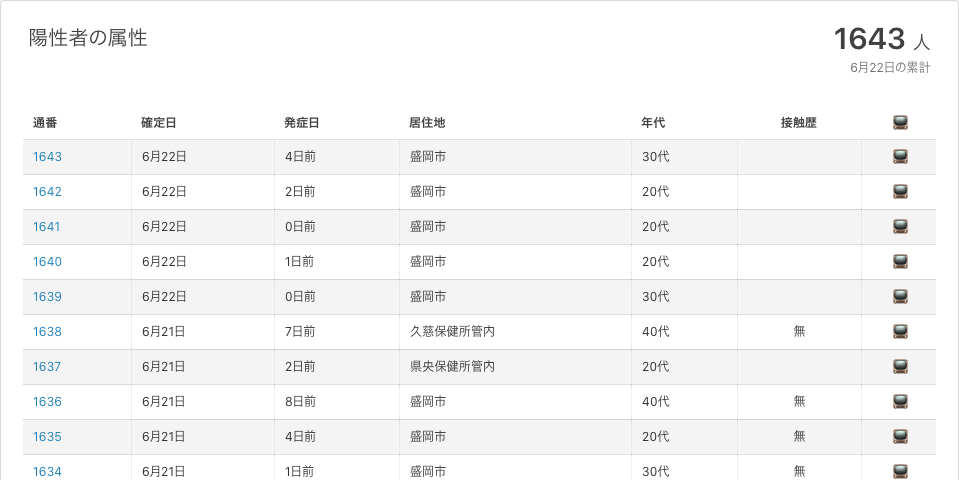 陽性者の属性
1643 人
6月22日の累計
通番 確定日 発症日 居住地 年代 接触歴
1643 6月22日 4日前 盛岡市 30代
1642 6月22日 2日前 盛岡市 20代
1641 6月22日 0日前 盛岡市 20代
1640 6月22日 1日前 盛岡市 20代
1639 6月22日 0日前 盛岡市 30代
1638 6月21日 7日前 久慈保健所管内 40代 無
1637 6月21日 2日前 県央保健所管内 20代
1636 6月21日 8日前 盛岡市 40代 無
1635 6月21日 4日前 盛岡市 20代 無
1634 6月21日 1日前 盛岡市 30代 無